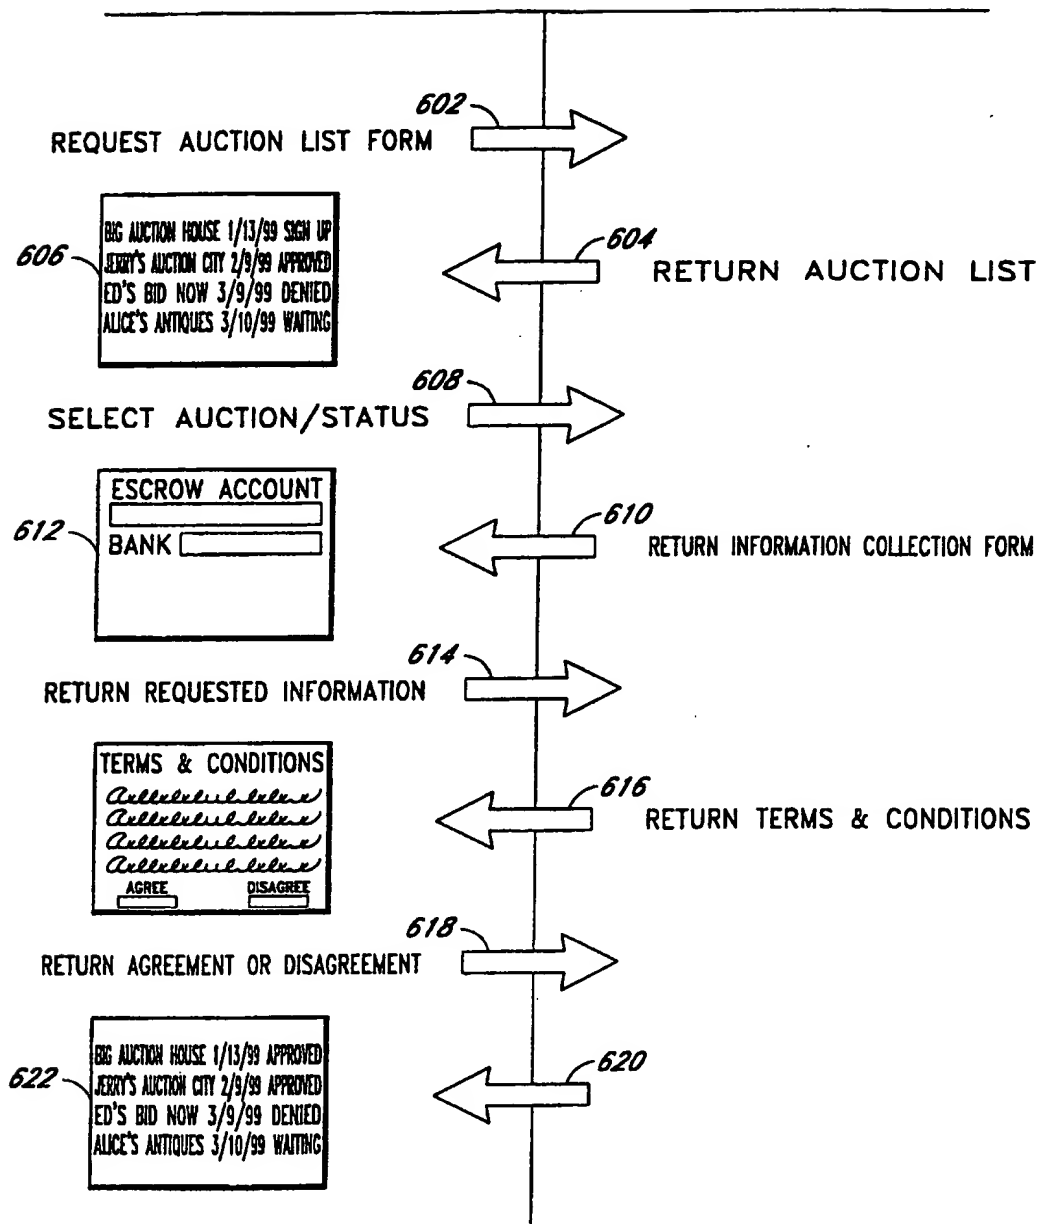 602
REQUEST AUCTION LIST FORM
BIG AUCTION HOUSE 1/13/99 SIGN UP
JERRY'S AUCTION CITY 2/9/99 APPROVED
ED'S BID NOW 3/9/99 DENIED
ALICE'S ANTIQUES 3/10/99 WAITING
606
604
RETURN AUCTION LIST
608
SELECT AUCTION/STATUS
ESCROW ACCOUNT
BANK
612
610
RETURN INFORMATION COLLECTION FORM
614
RETURN REQUESTED INFORMATION
TERMS & CONDITIONS
AGREE DISAGREE
616
RETURN TERMS & CONDITIONS
618
RETURN AGREEMENT OR DISAGREEMENT
BIG AUCTION HOUSE 1/13/99 APPROVED
JERRY'S AUCTION CITY 2/9/99 APPROVED
ED'S BID NOW 3/9/99 DENIED
ALICE'S ANTIQUES 3/10/99 WAITING
622
620